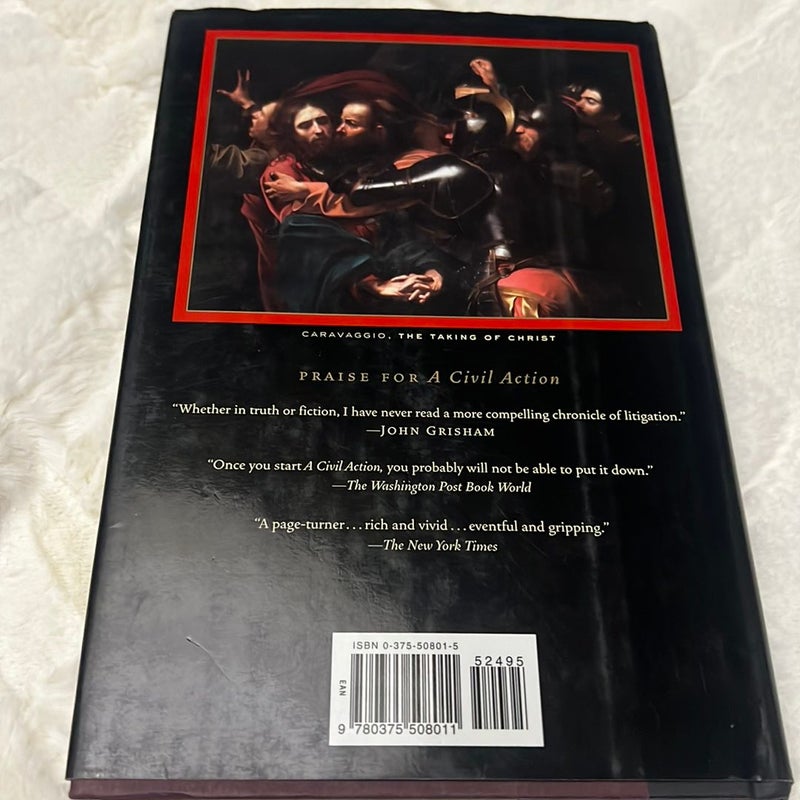 CARAVAGGIO, THE TAKING OF CHRIST
PRAISE FOR A Civil Action
“Whether in truth or fiction, I have never read a more compelling chronicle of litigation.”
—JOHN GRISHAM
“Once you start A Civil Action, you probably will not be able to put it down.”
—The Washington Post Book World
“A page-turner . . . rich and vivid . . . eventful and gripping.”
—The New York Times
ISBN 0-375-50801-5
52495
EAN
9 780375 508011